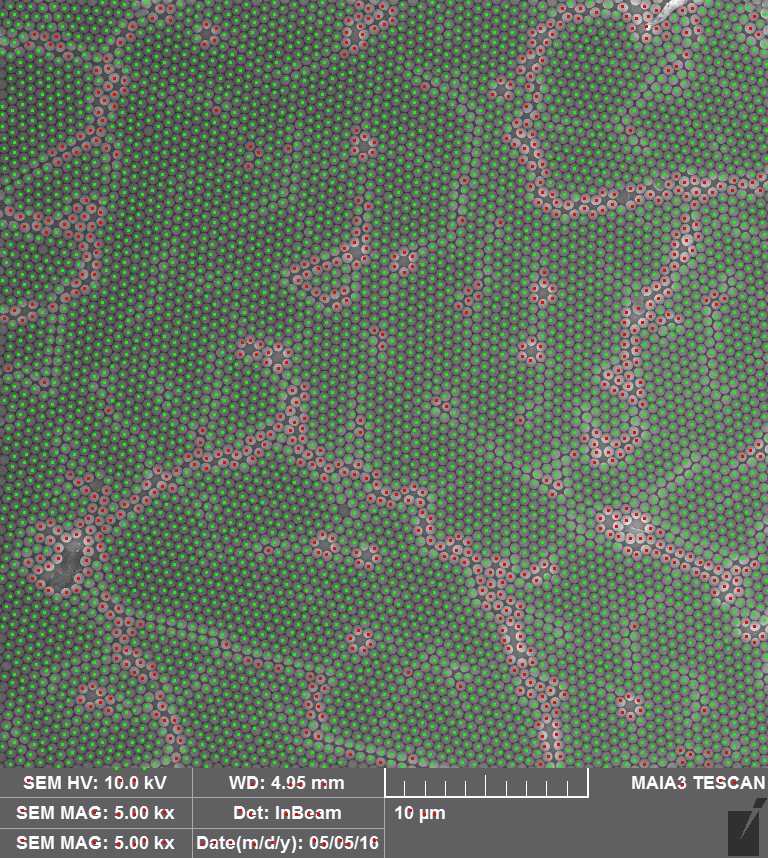 SEM HV: 10.0 kV WD: 4.95 mm MAIA3 TESCAN
SEM MAG: 5.00 kx Det: InBeam 10 µm
SEM MAG: 5.00 kx Date(m/d/y): 05/05/16